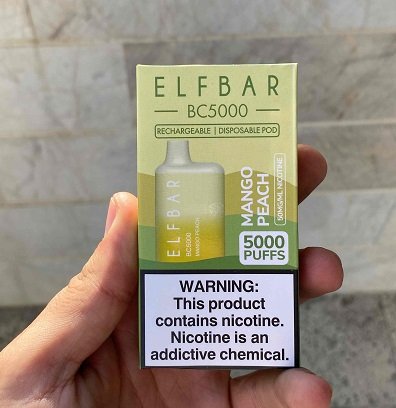 ELFBAR
BC5000
RECHARGEABLE | DISPOSABLE POD
ELFBAR
BC5000
MANGO PEACH
MANGO
PEACH
50MG/ML NICOTINE
5000
PUFFS
WARNING:
This product
contains nicotine.
Nicotine is an
addictive chemical.